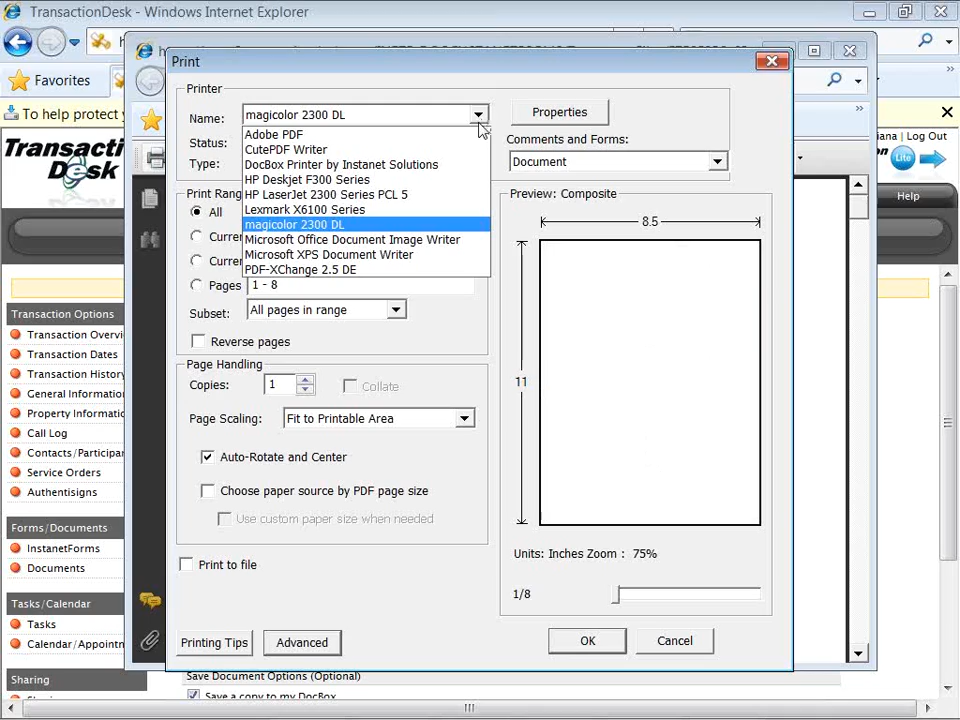 TransactionDesk - Windows Internet Explorer
Favorites
To help protect yo
Transaction
Desk
iana | Log Out
Lite
Help
Print
Printer
Name:
magicolor 2300 DL
Properties
Status:
Type:
Comments and Forms:
Document
Adobe PDF
CutePDF Writer
DocBox Printer by Instanet Solutions
HP Deskjet F300 Series
HP LaserJet 2300 Series PCL 5
Lexmark X6100 Series
magicolor 2300 DL
Microsoft Office Document Image Writer
Microsoft XPS Document Writer
PDF-XChange 2.5 DE
Print Rang
All
Curren
Curren
Pages
1 - 8
Subset:
All pages in range
Reverse pages
Page Handling
Copies:
1
Collate
Page Scaling:
Fit to Printable Area
Auto-Rotate and Center
Choose paper source by PDF page size
Use custom paper size when needed
Print to file
Printing Tips
Advanced
Preview: Composite
8.5
11
Units: Inches Zoom : 75%
1/8
OK
Cancel
Transaction Options
Transaction Overvi
Transaction Dates
Transaction History
General Information
Property Informatio
Call Log
Contacts/Participan
Service Orders
Authentisigns
Forms/Documents
InstanetForms
Documents
Tasks/Calendar
Tasks
Calendar/Appointn
Sharing
Save Document Options (Optional)
Save a copy to my DocBox